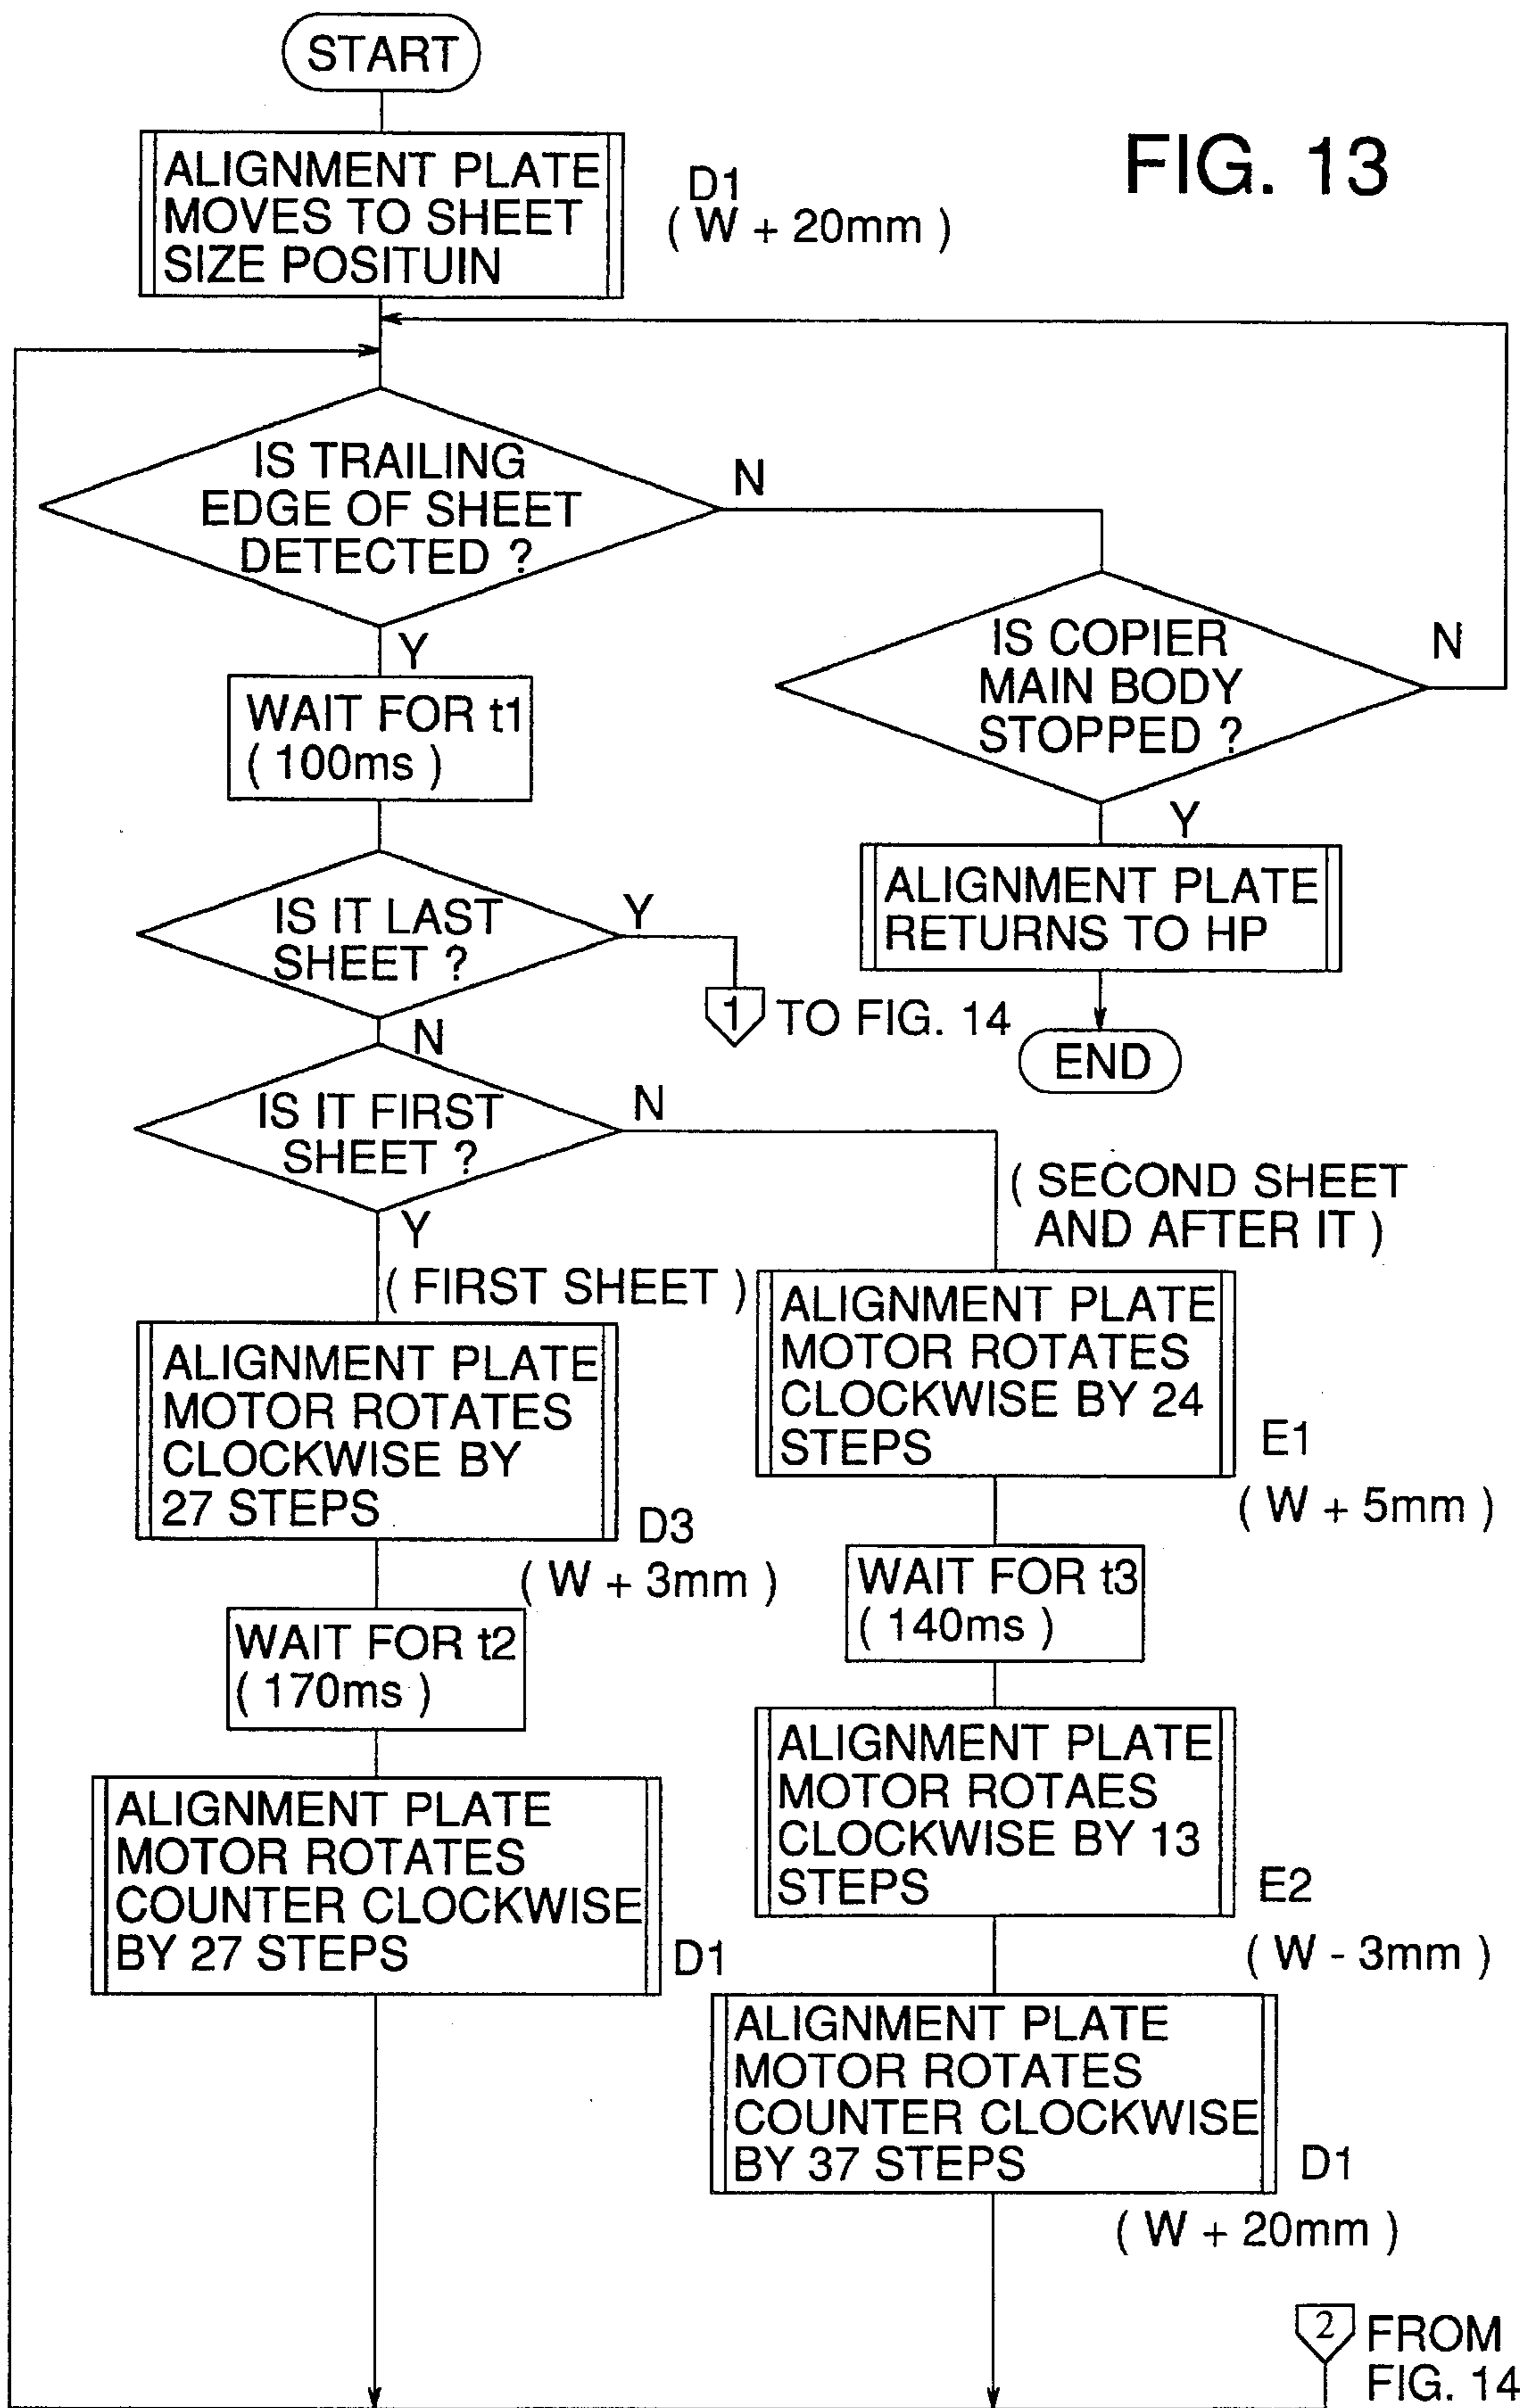 START
FIG. 13
ALIGNMENT PLATE
MOVES TO SHEET
SIZE POSITUIN
D1
( W + 20mm )
IS TRAILING
EDGE OF SHEET
DETECTED ?
N
Y
IS COPIER
MAIN BODY
STOPPED ?
N
Y
WAIT FOR t1
( 100ms )
ALIGNMENT PLATE
RETURNS TO HP
END
IS IT LAST
SHEET ?
Y
1 TO FIG. 14
N
IS IT FIRST
SHEET ?
N
Y
( SECOND SHEET
AND AFTER IT )
( FIRST SHEET )
ALIGNMENT PLATE
MOTOR ROTATES
CLOCKWISE BY
27 STEPS
D3
( W + 3mm )
WAIT FOR t2
( 170ms )
ALIGNMENT PLATE
MOTOR ROTATES
COUNTER CLOCKWISE
BY 27 STEPS
D1
ALIGNMENT PLATE
MOTOR ROTATES
CLOCKWISE BY 24
STEPS
E1
( W + 5mm )
WAIT FOR t3
( 140ms )
ALIGNMENT PLATE
MOTOR ROTAES
CLOCKWISE BY 13
STEPS
E2
( W - 3mm )
ALIGNMENT PLATE
MOTOR ROTATES
COUNTER CLOCKWISE
BY 37 STEPS
D1
( W + 20mm )
2 FROM
FIG. 14